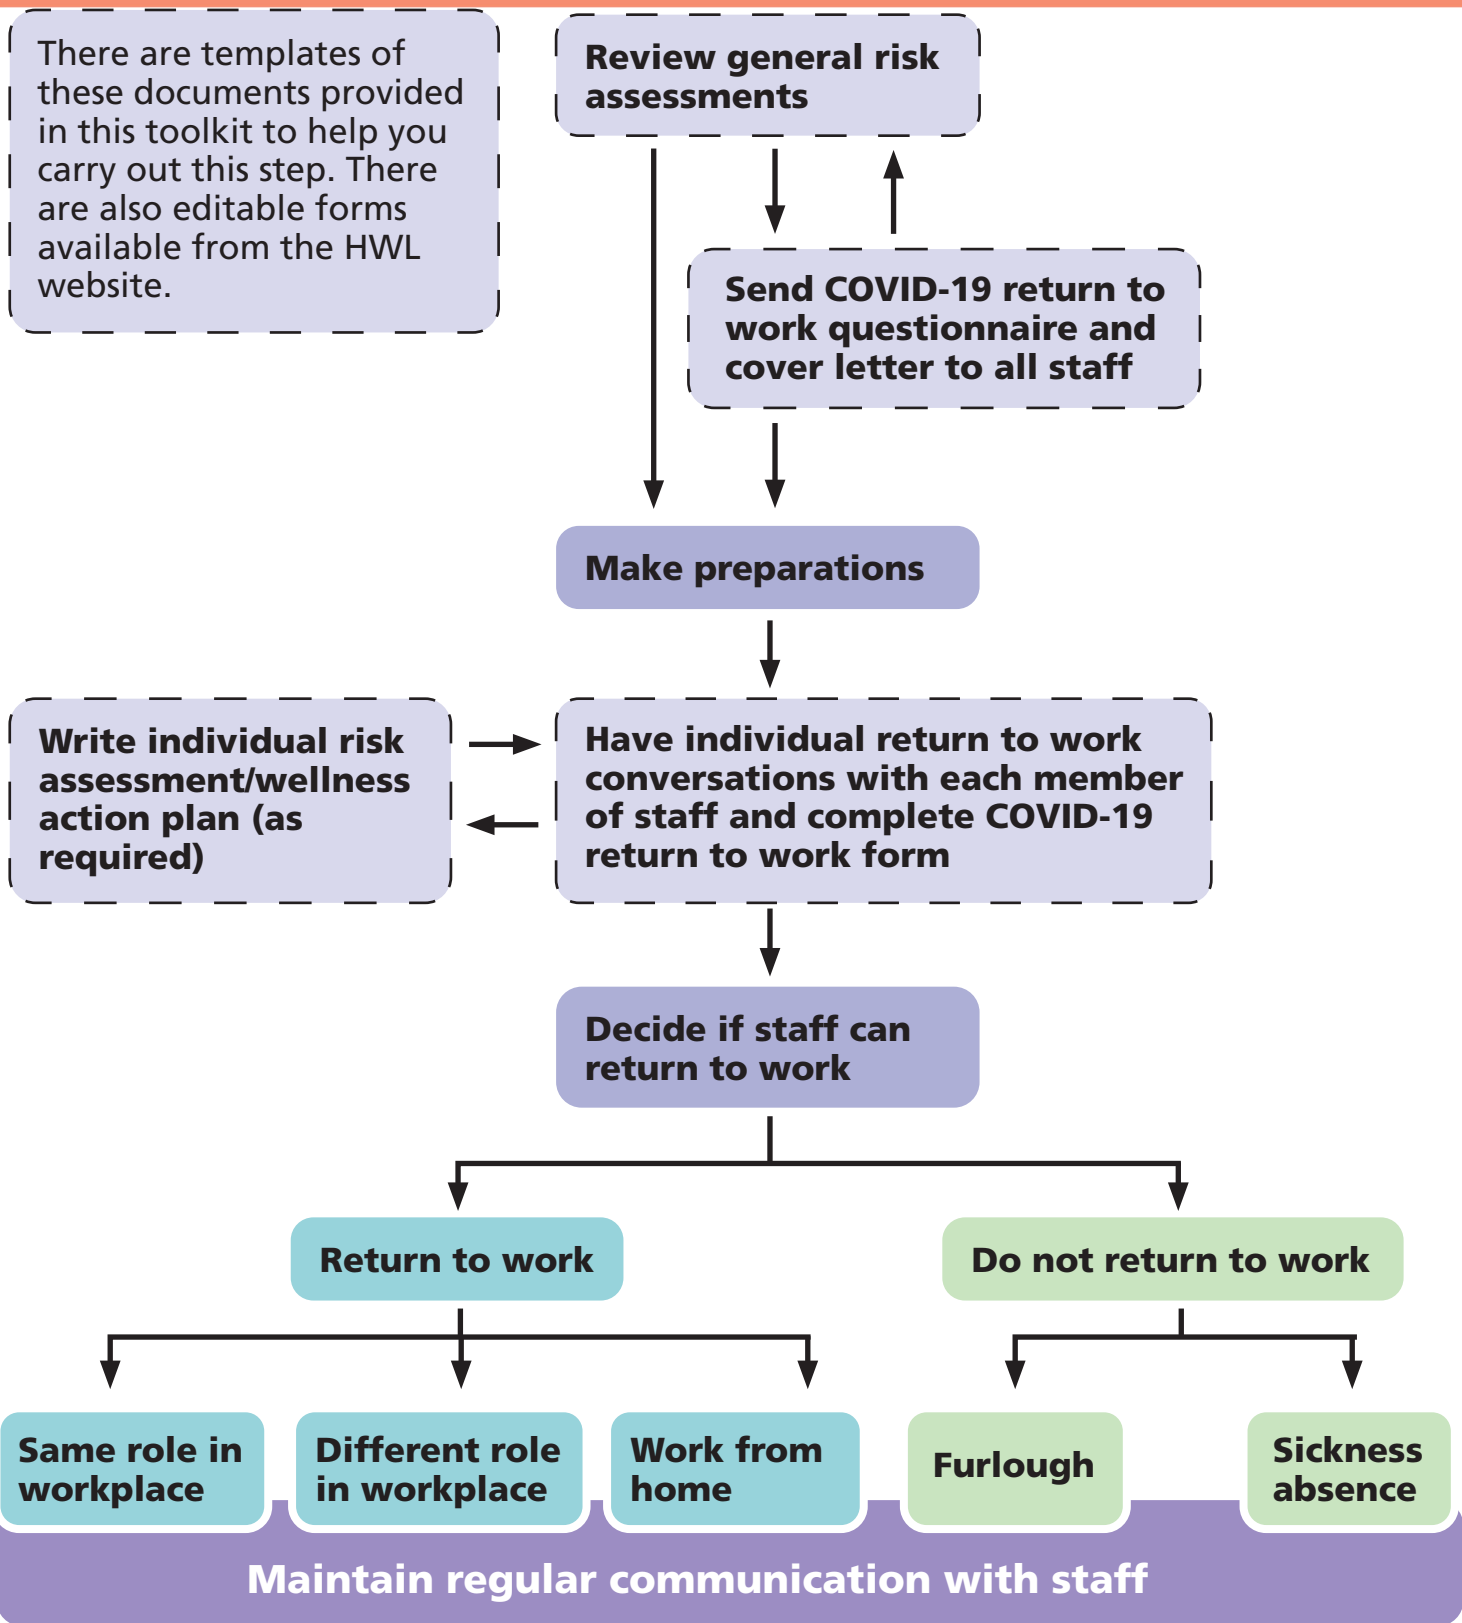 There are templates of
these documents provided
in this toolkit to help you
carry out this step. There
are also editable forms
available from the HWL
website.
Review general risk
assessments
Send COVID-19 return to
work questionnaire and
cover letter to all staff
Make preparations
Write individual risk
assessment/wellness
action plan (as
required)
Have individual return to work
conversations with each member
of staff and complete COVID-19
return to work form
Decide if staff can
return to work
Return to work
Do not return to work
Same role in
workplace
Different role
in workplace
Work from
home
Furlough
Sickness
absence
Maintain regular communication with staff